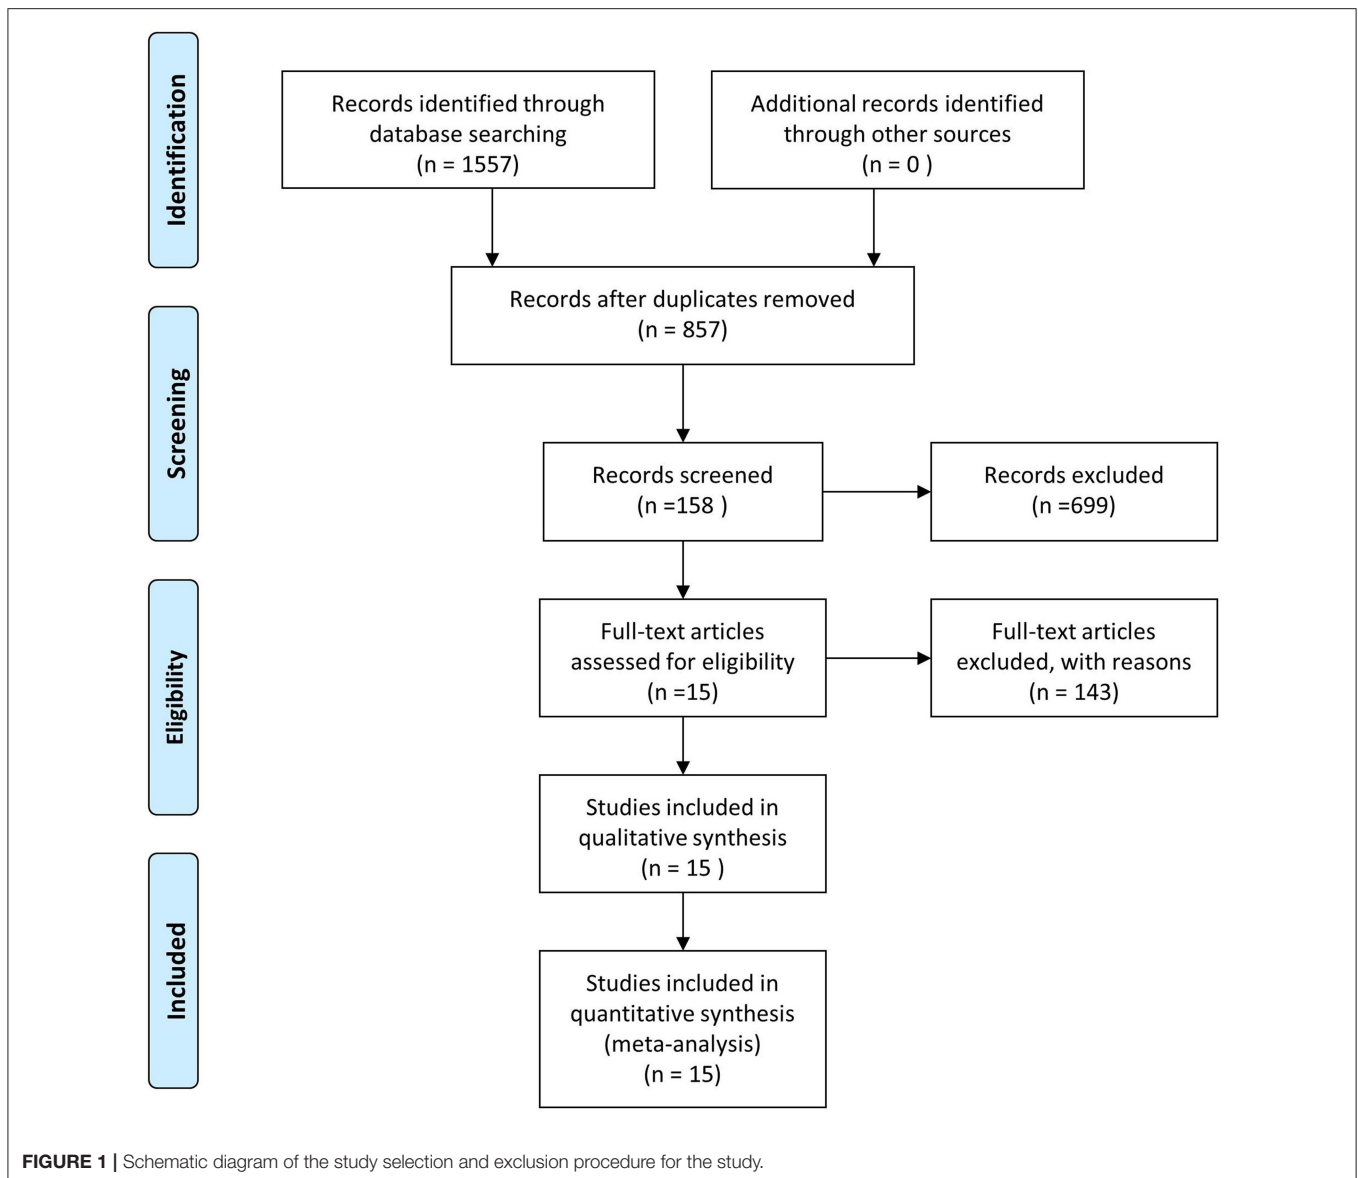 Identification
Records identified through
database searching
(n = 1557)
Additional records identified
through other sources
(n = 0 )
Records after duplicates removed
(n = 857)
Screening
Records screened
(n =158 )
Records excluded
(n =699)
Eligibility
Full-text articles
assessed for eligibility
(n =15)
Full-text articles
excluded, with reasons
(n = 143)
Studies included in
qualitative synthesis
(n = 15 )
Included
Studies included in
quantitative synthesis
(meta-analysis)
(n = 15)
FIGURE 1 | Schematic diagram of the study selection and exclusion procedure for the study.